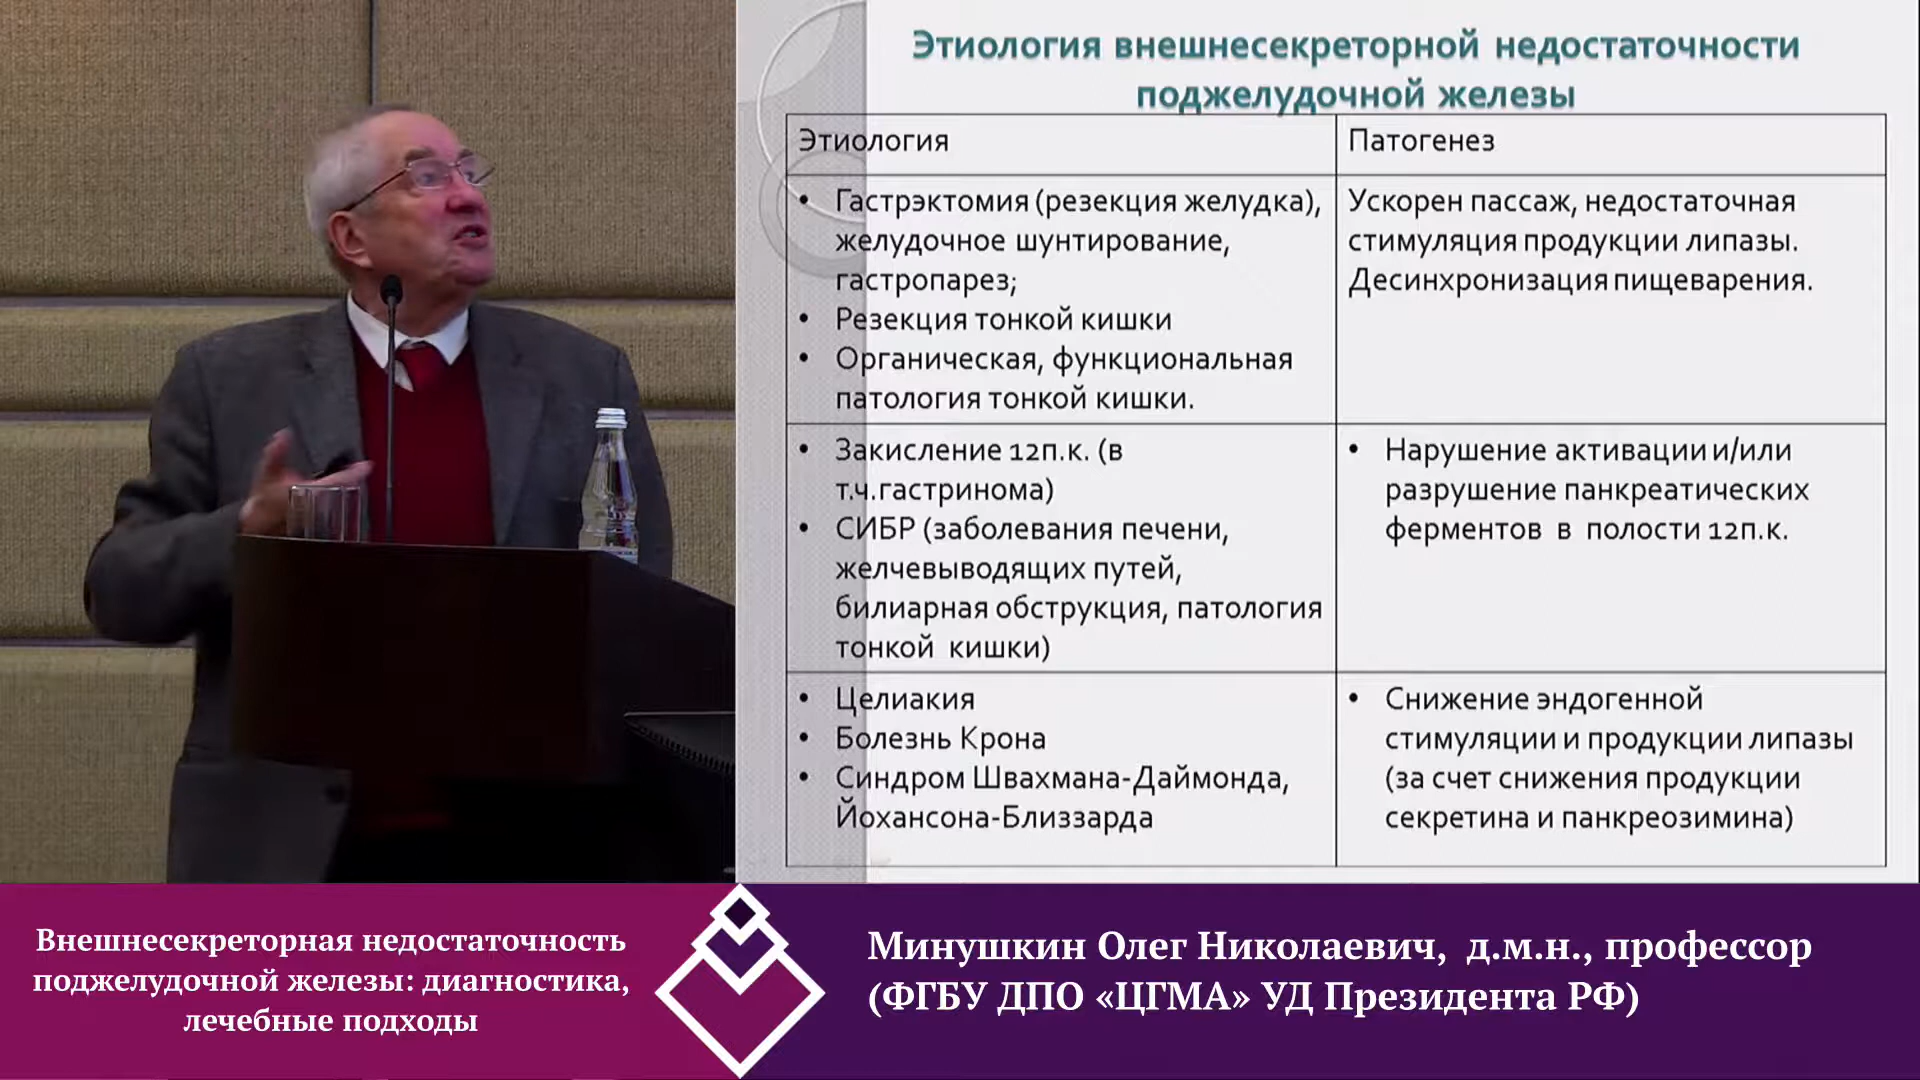 Этиология внешнесекреторной недостаточности
поджелудочной железы
Этиология
Патогенез
• Гастрэктомия (резекция желудка),
желудочное шунтирование,
гастропарез;
• Резекция тонкой кишки
• Органическая, функциональная
патология тонкой кишки.
Ускорен пассаж, недостаточная
стимуляция продукции липазы.
Десинхронизация пищеварения.
• Закисление 12п.к. (в
т.ч.гастринома)
• СИБР (заболевания печени,
желчевыводящих путей,
билиарная обструкция, патология
тонкой кишки)
• Нарушение активации и/или
разрушение панкреатических
ферментов в полости 12п.к.
• Целиакия
• Болезнь Крона
• Синдром Швахмана-Даймонда,
Йохансона-Близзарда
• Снижение эндогенной
стимуляции и продукции липазы
(за счет снижения продукции
секретина и панкреозимина)
Внешнесекреторная недостаточность
поджелудочной железы: диагностика,
лечебные подходы
Минушкин Олег Николаевич, д.м.н., профессор
(ФГБУ ДПО «ЦГМА» УД Президента РФ)